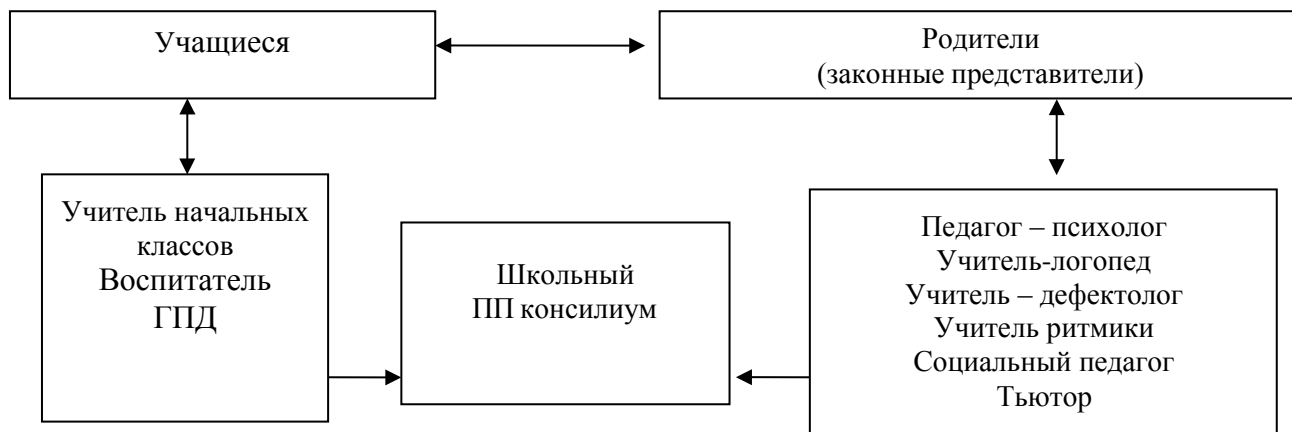 Учащиеся
Родители
(законные представители)
Учитель начальных
классов
Воспитатель
ГПД
Школьный
ПП консилиум
Педагог – психолог
Учитель-логопед
Учитель – дефектолог
Учитель ритмики
Социальный педагог
Тьютор